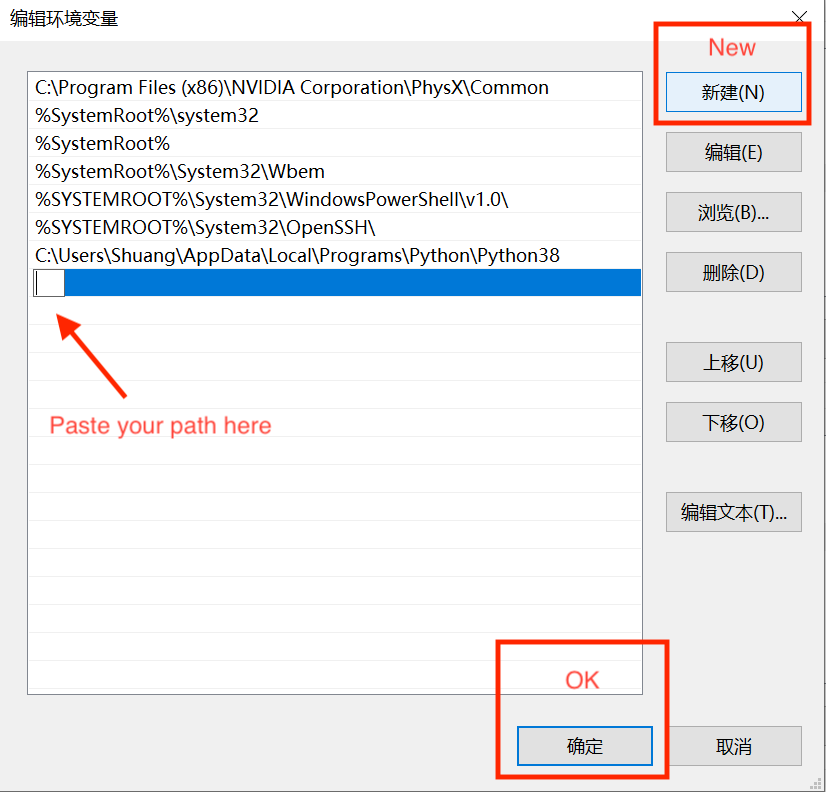 编辑环境变量
New
新建(N)
C:\Program Files (x86)\NVIDIA Corporation\PhysX\Common
%SystemRoot%\system32
%SystemRoot%
%SystemRoot%\System32\Wbem
%SYSTEMROOT%\System32\WindowsPowerShell\v1.0\
%SYSTEMROOT%\System32\OpenSSH\
C:\Users\Shuang\AppData\Local\Programs\Python\Python38
编辑(E)
浏览(B)...
删除(D)
上移(U)
下移(O)
Paste your path here
编辑文本(T)...
OK
确定
取消